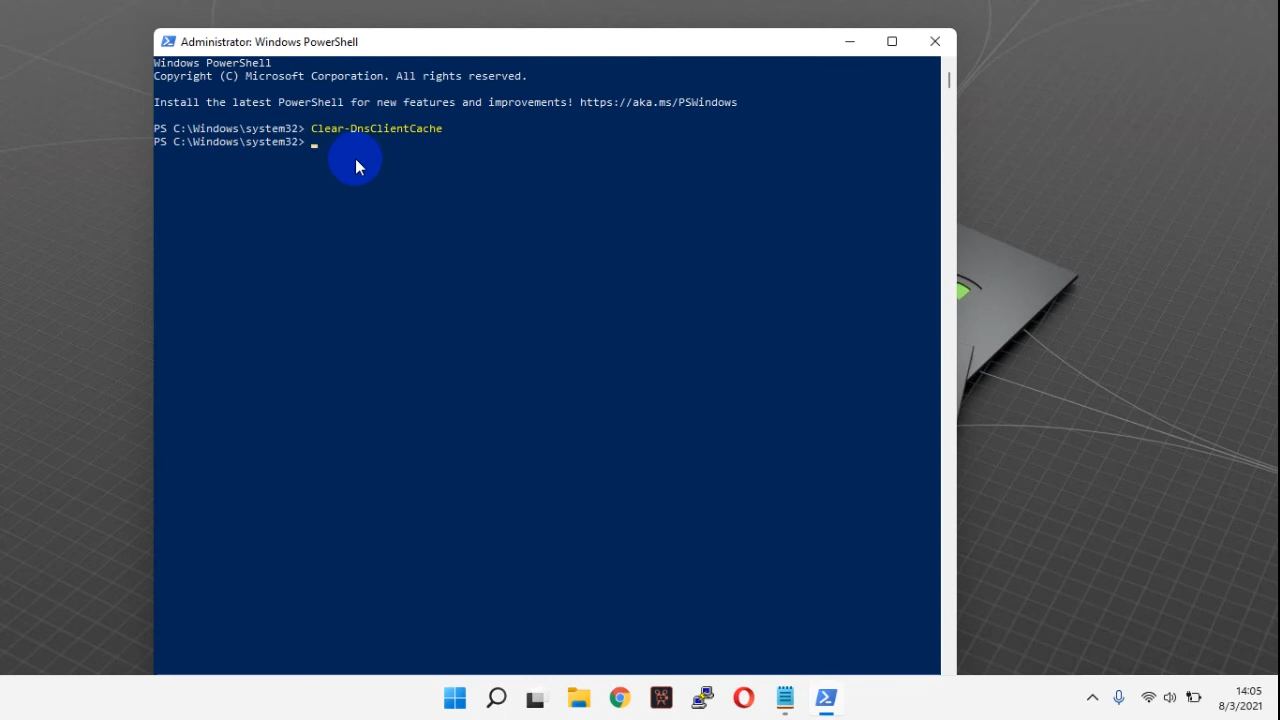 Administrator: Windows PowerShell
Windows PowerShell
Copyright (C) Microsoft Corporation. All rights reserved.
Install the latest PowerShell for new features and improvements! https://aka.ms/PSWindows
PS C:\Windows\system32> Clear-DnsClientCache
PS C:\Windows\system32>
14:05
8/3/2021